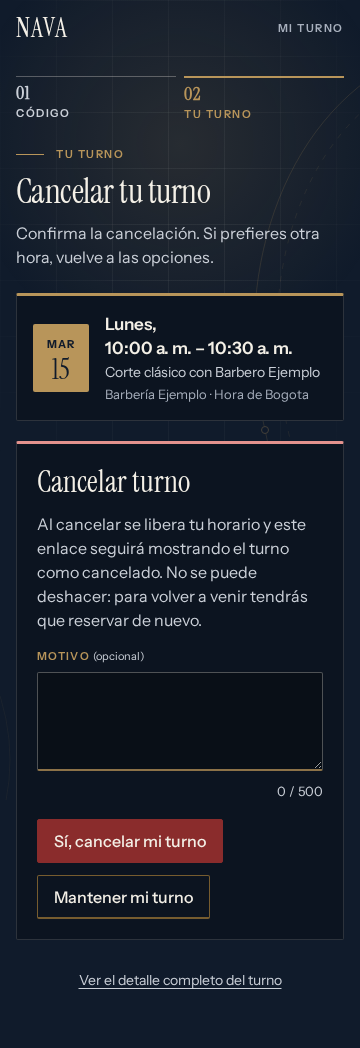 NAVA
MI TURNO
01
CÓDIGO
02
TU TURNO
TU TURNO
Cancelar tu turno
Confirma la cancelación. Si prefieres otra
hora, vuelve a las opciones.
MAR
15
Lunes,
10:00 a. m. – 10:30 a. m.
Corte clásico con Barbero Ejemplo
Barbería Ejemplo · Hora de Bogota
Cancelar turno
Al cancelar se libera tu horario y este
enlace seguirá mostrando el turno
como cancelado. No se puede
deshacer: para volver a venir tendrás
que reservar de nuevo.
MOTIVO (opcional)
0 / 500
Sí, cancelar mi turno
Mantener mi turno
Ver el detalle completo del turno